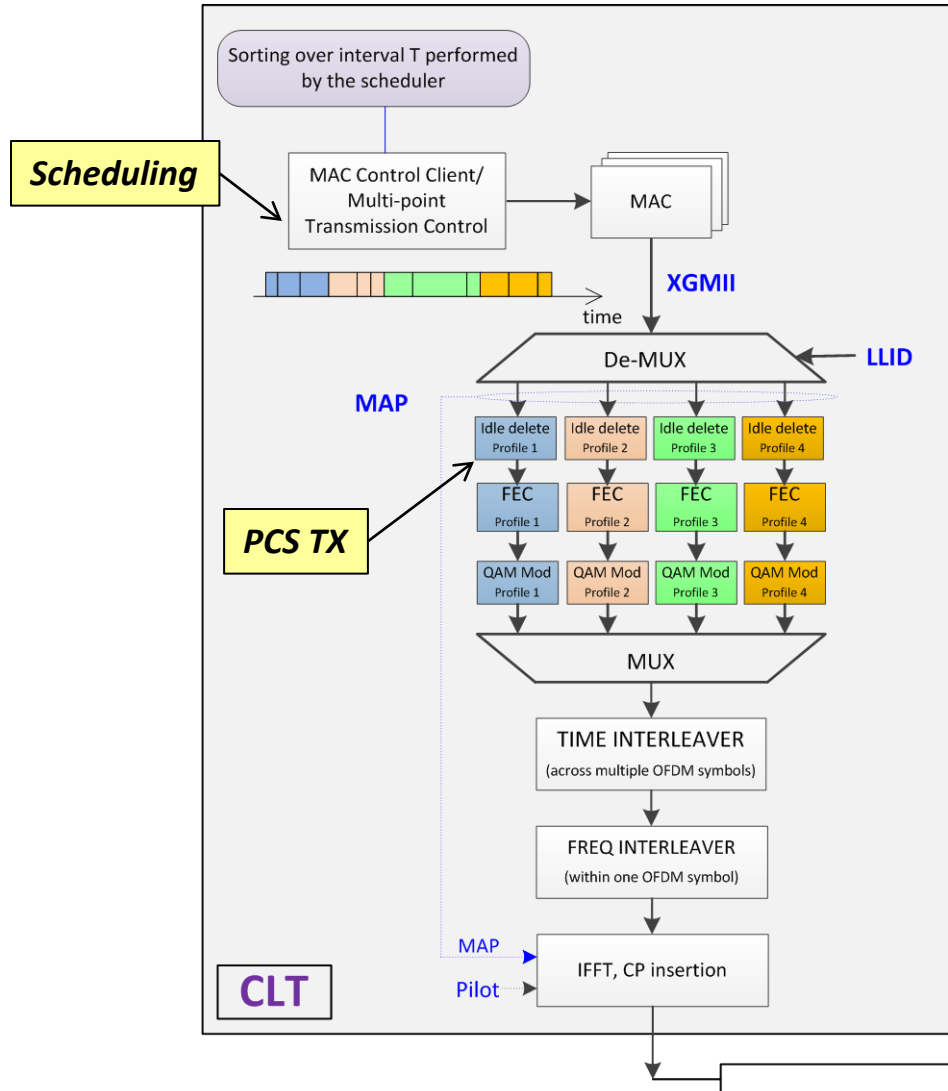 Sorting over interval T performed
by the scheduler
Scheduling
MAC Control Client/
Multi-point
Transmission Control
MAC
XGMII
time
De-MUX
LLID
MAP
Idle delete
Profile 1
Idle delete
Profile 2
Idle delete
Profile 3
Idle delete
Profile 4
FEC
Profile 1
FEC
Profile 2
FEC
Profile 3
FEC
Profile 4
PCS TX
QAM Mod
Profile 1
QAM Mod
Profile 2
QAM Mod
Profile 3
QAM Mod
Profile 4
MUX
TIME INTERLEAVER
(across multiple OFDM symbols)
FREQ INTERLEAVER
(within one OFDM symbol)
MAP
IFFT, CP insertion
Pilot
CLT